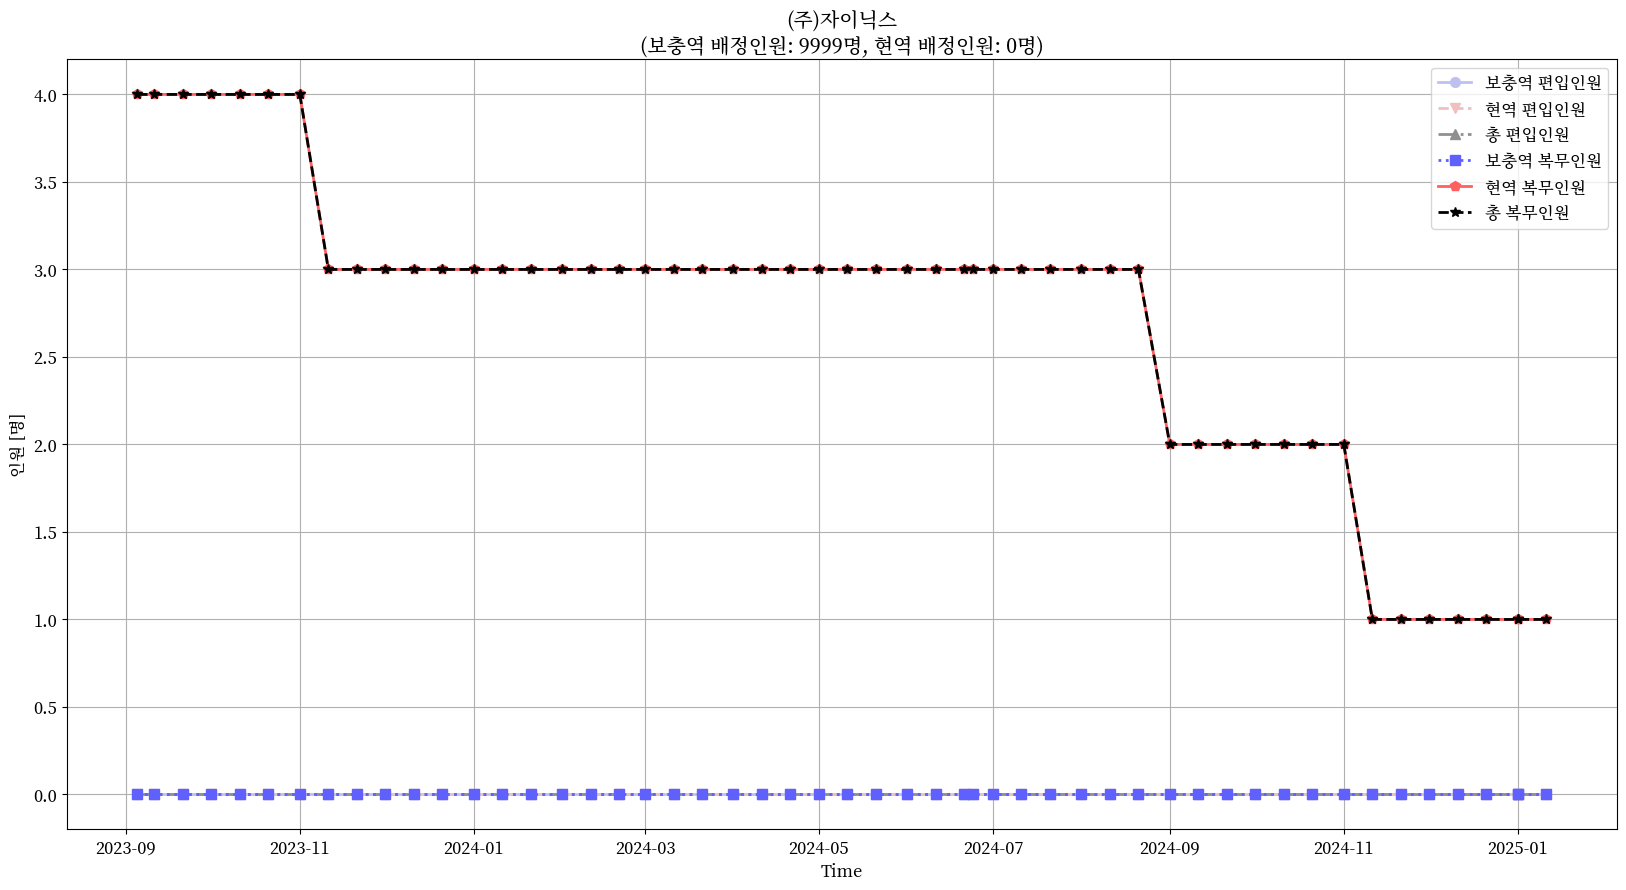 (주)자이닉스
(보충역 배정인원: 9999명, 현역 배정인원: 0명)
보충역 편입인원
현역 편입인원
총 편입인원
보충역 복무인원
현역 복무인원
총 복무인원
4.0
3.5
3.0
2.5
2.0
1.5
1.0
0.5
0.0
인원 [명]
2023-09 2023-11 2024-01 2024-03 2024-05 2024-07 2024-09 2024-11 2025-01
Time